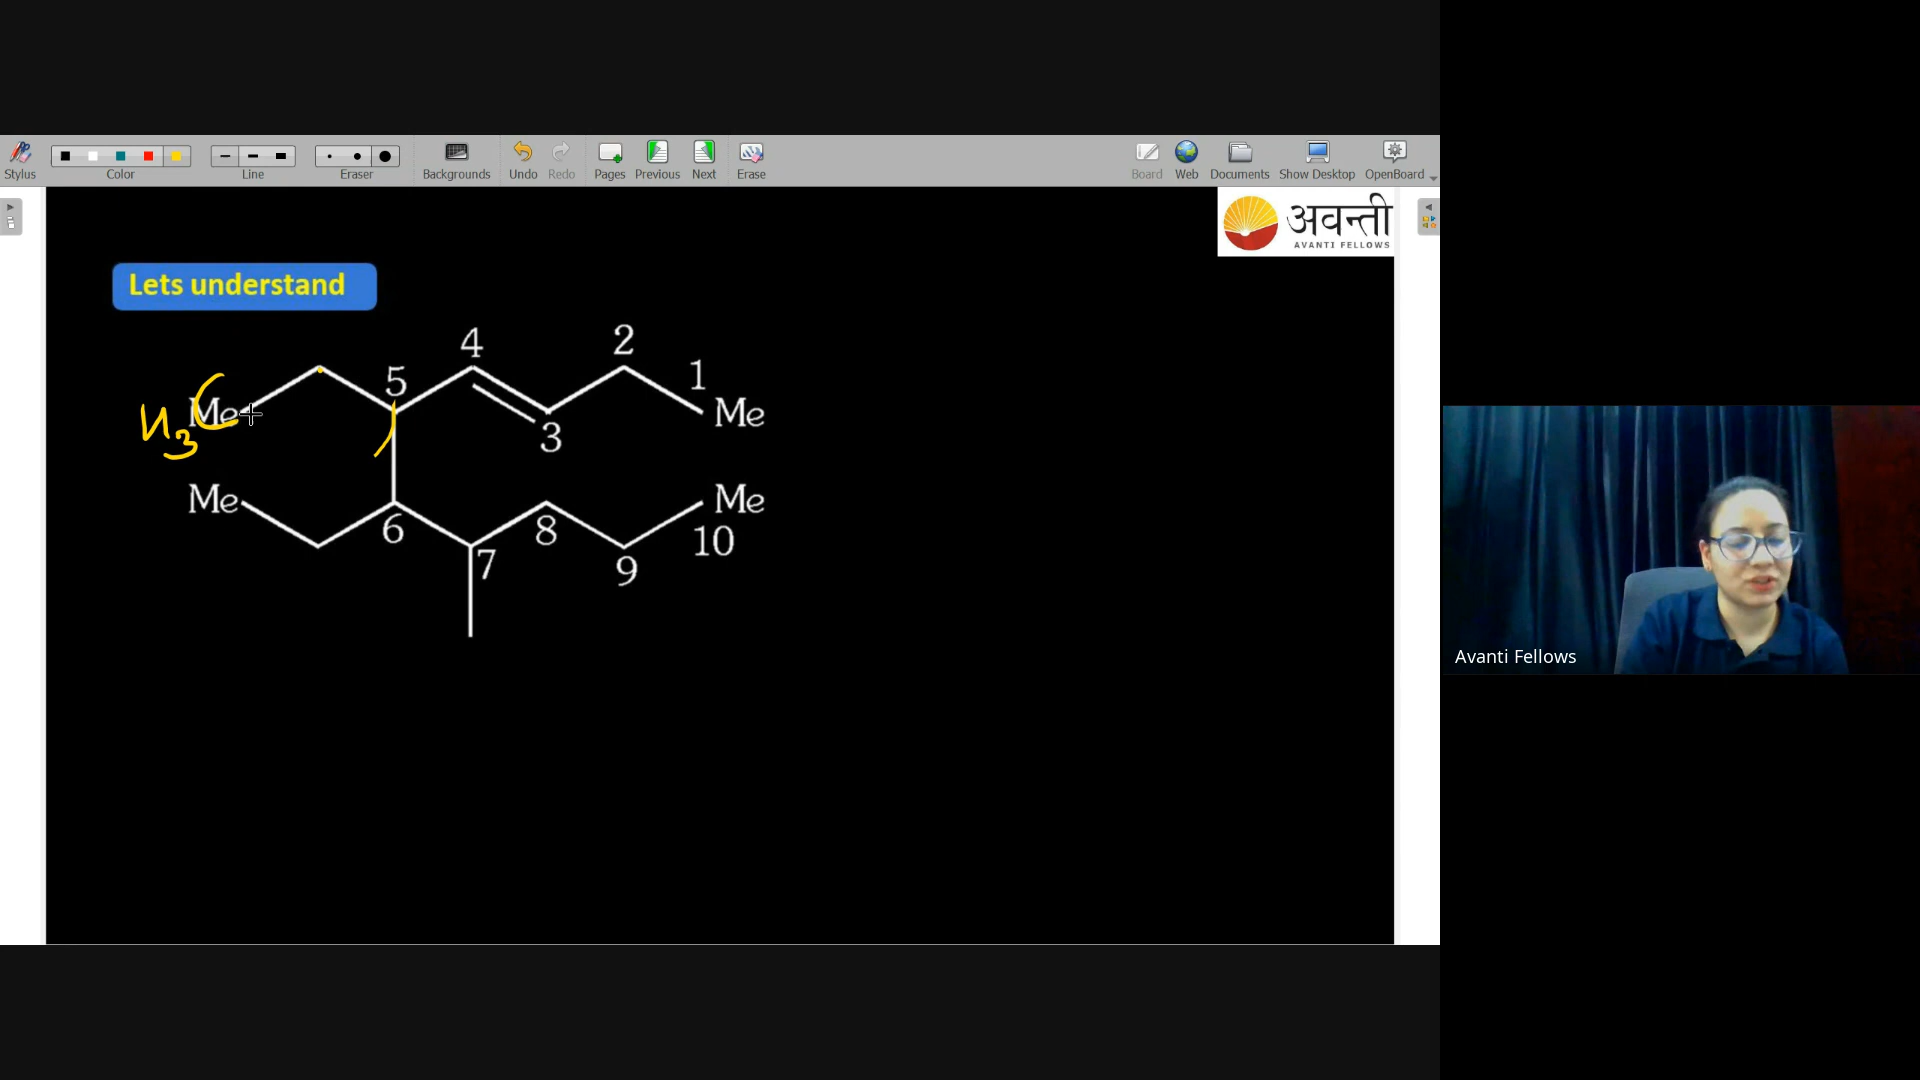 Stylus Color Line Eraser Backgrounds Undo Redo Pages Previous Next Erase Board Web Documents Show Desktop OpenBoard
अवन्ती
AVANTI FELLOWS
Lets understand
4 2
5 1
H3C Me Me
3
Me Me
6 8 10
7 9
Avanti Fellows